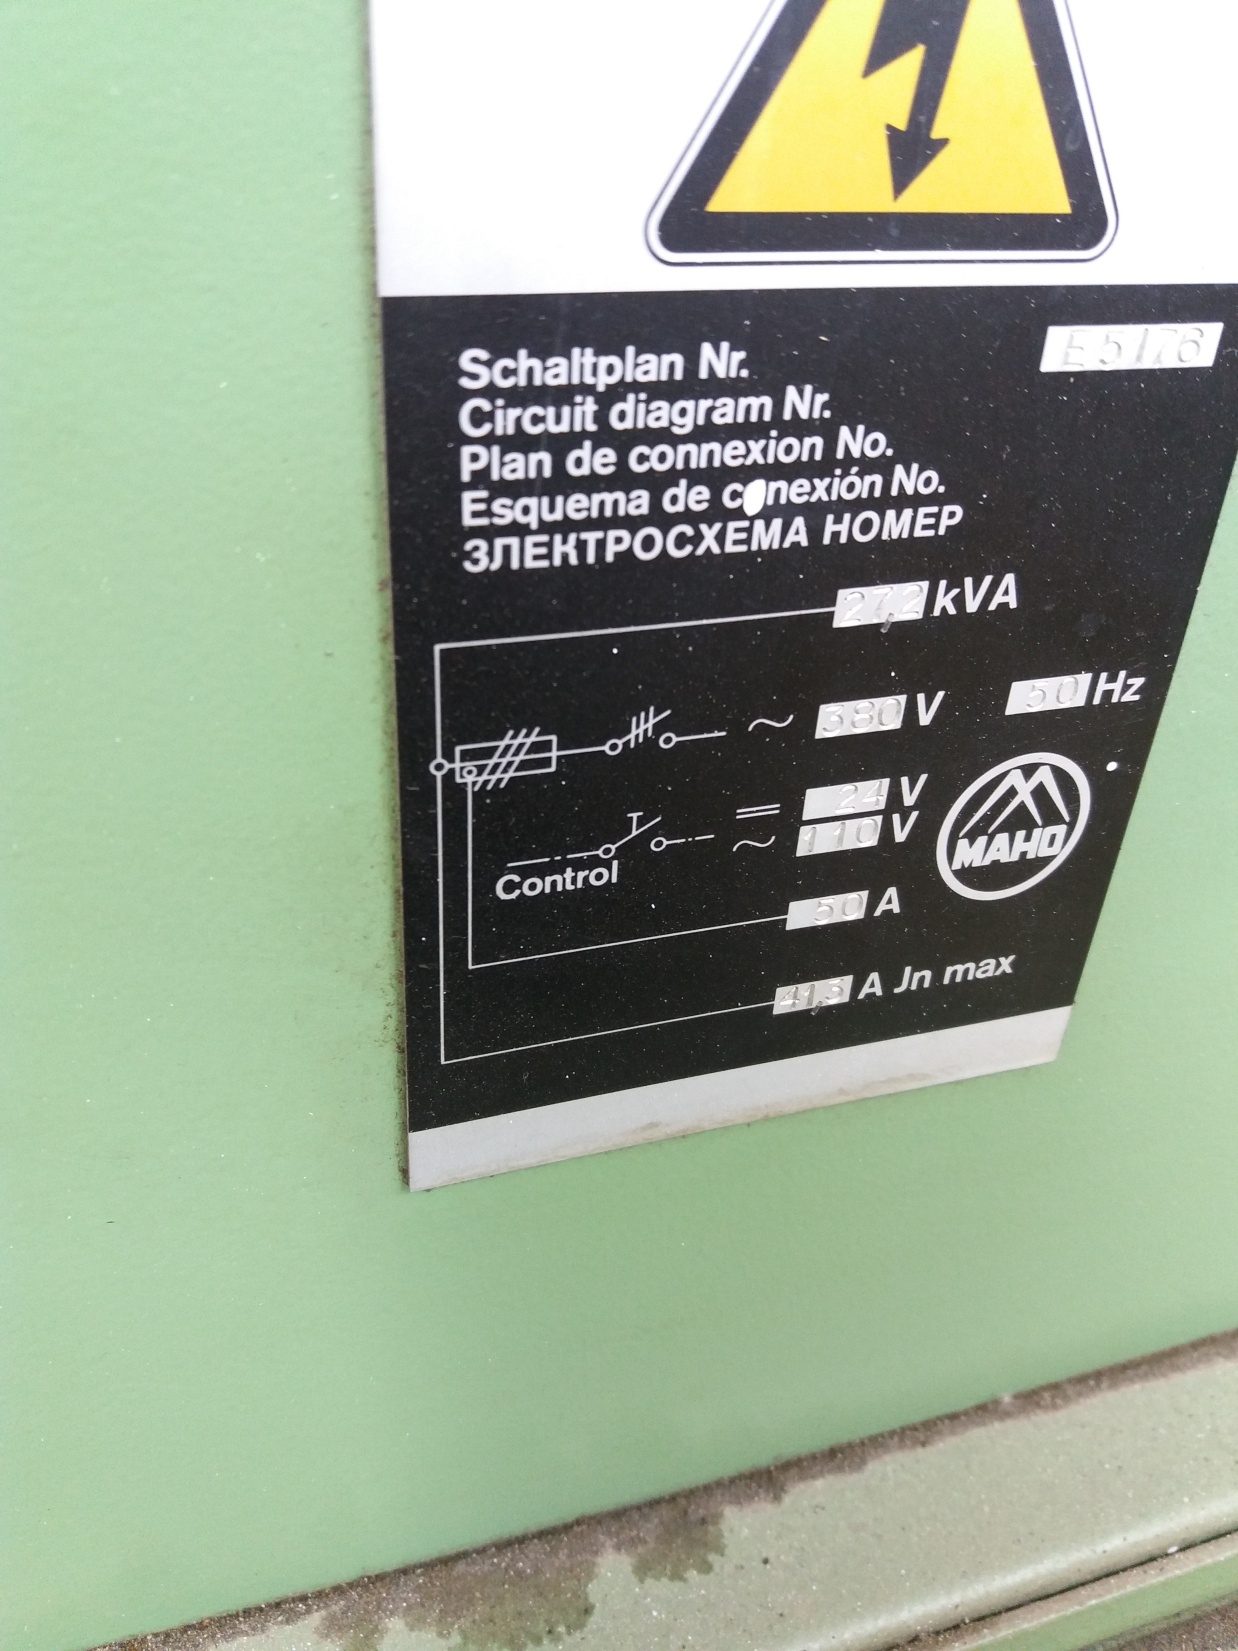 Schaltplan Nr. E5176
Circuit diagram Nr.
Plan de connexion No.
Esquema de conexión No.
ЗЛЕКТРОСХЕМА НОМЕР
27,2 kVA
~ 380 V 50 Hz
= 24 V
~ 110 V
Control
MAHO
50 A
41,3 A Jn max